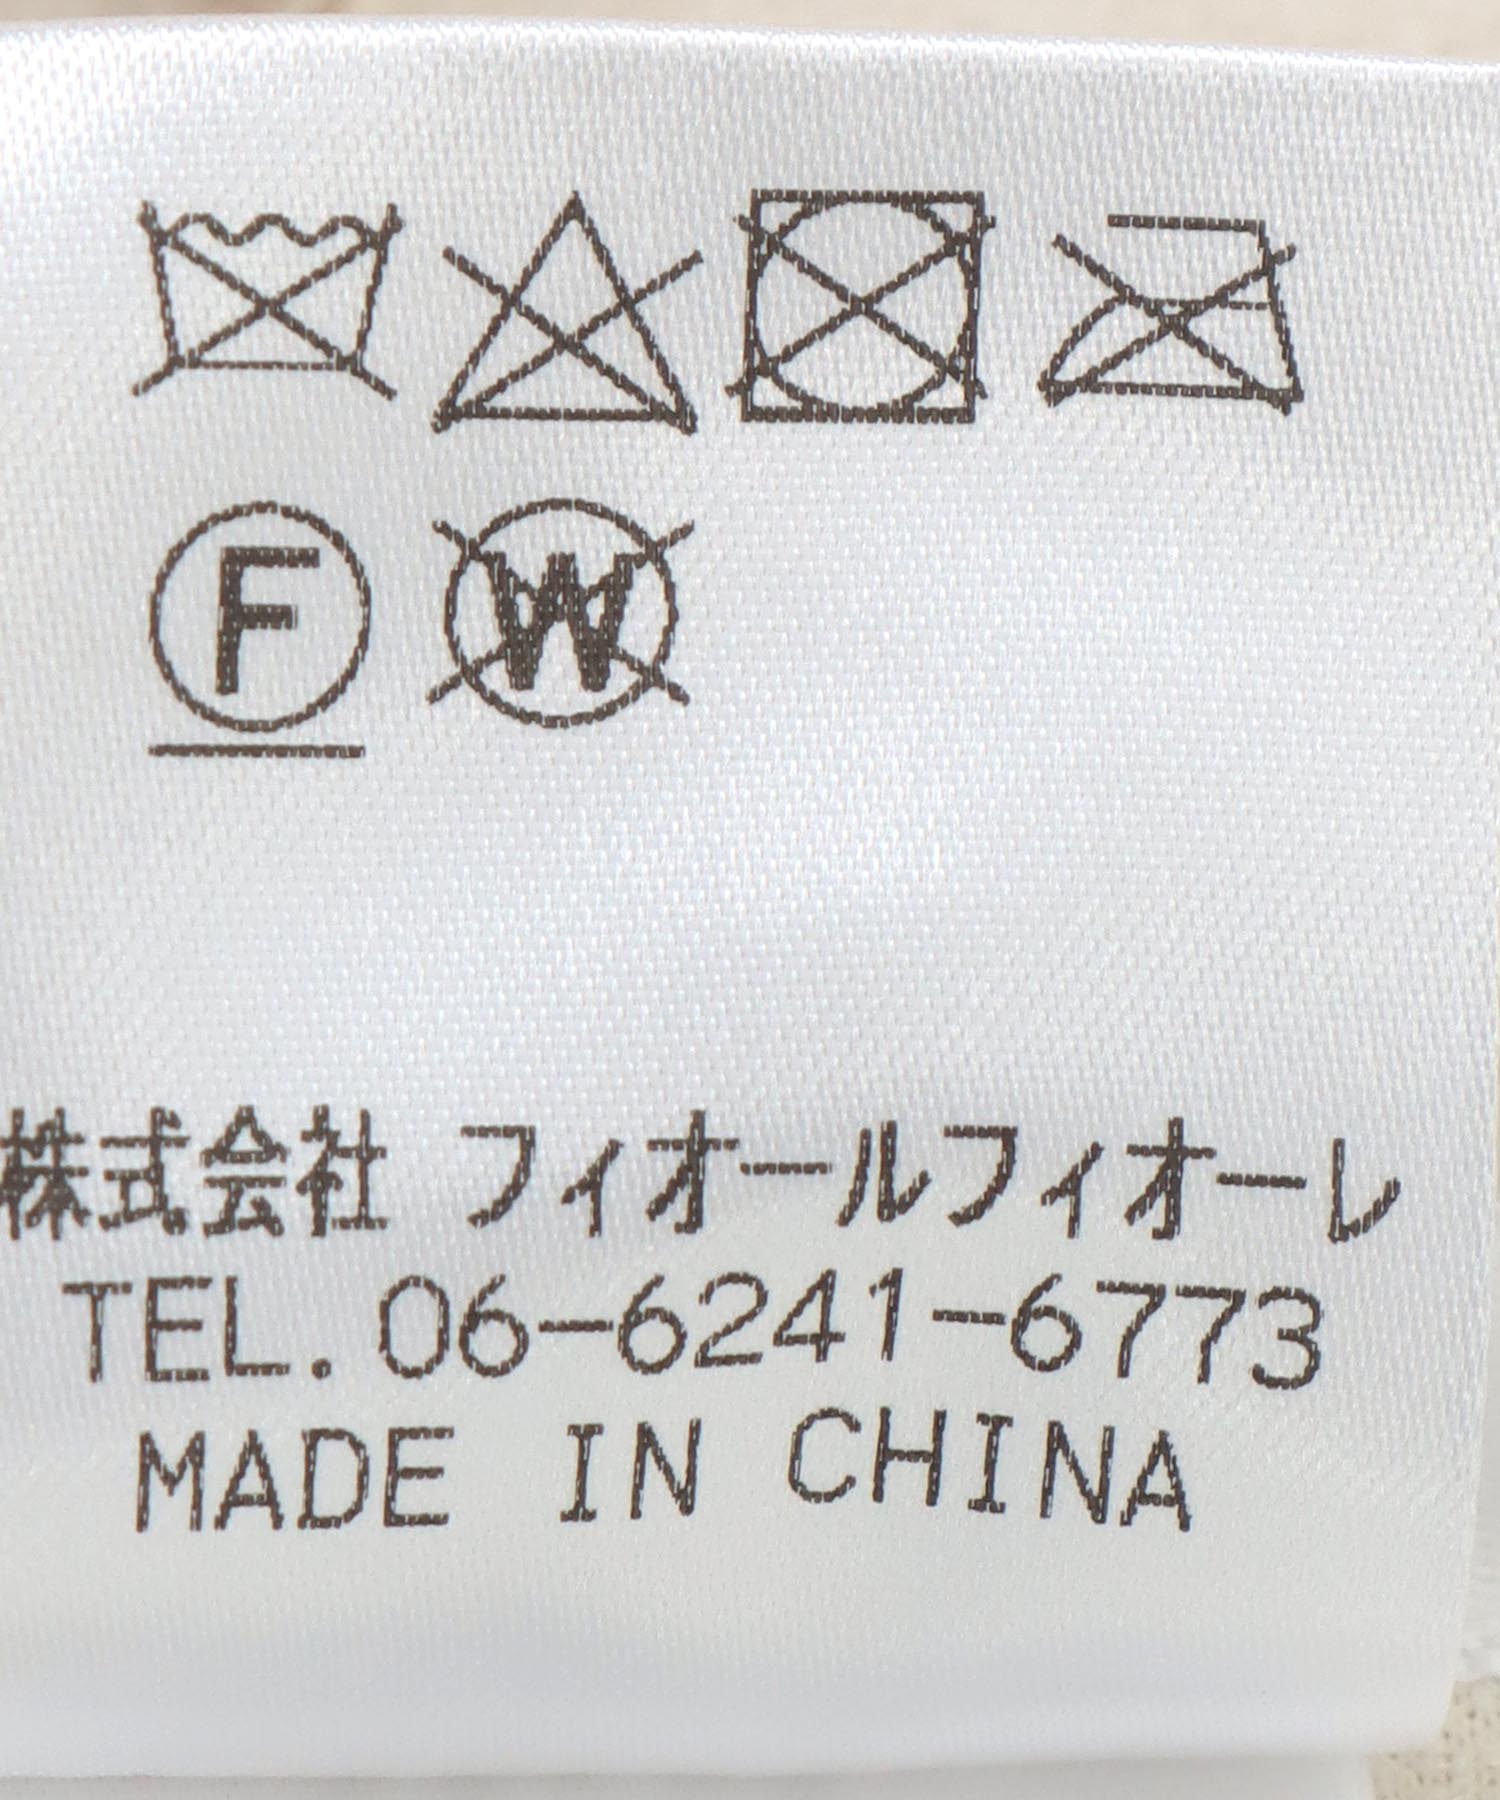 F W
株式会社 フィオールフィオーレ
TEL. 06-6241-6773
MADE IN CHINA